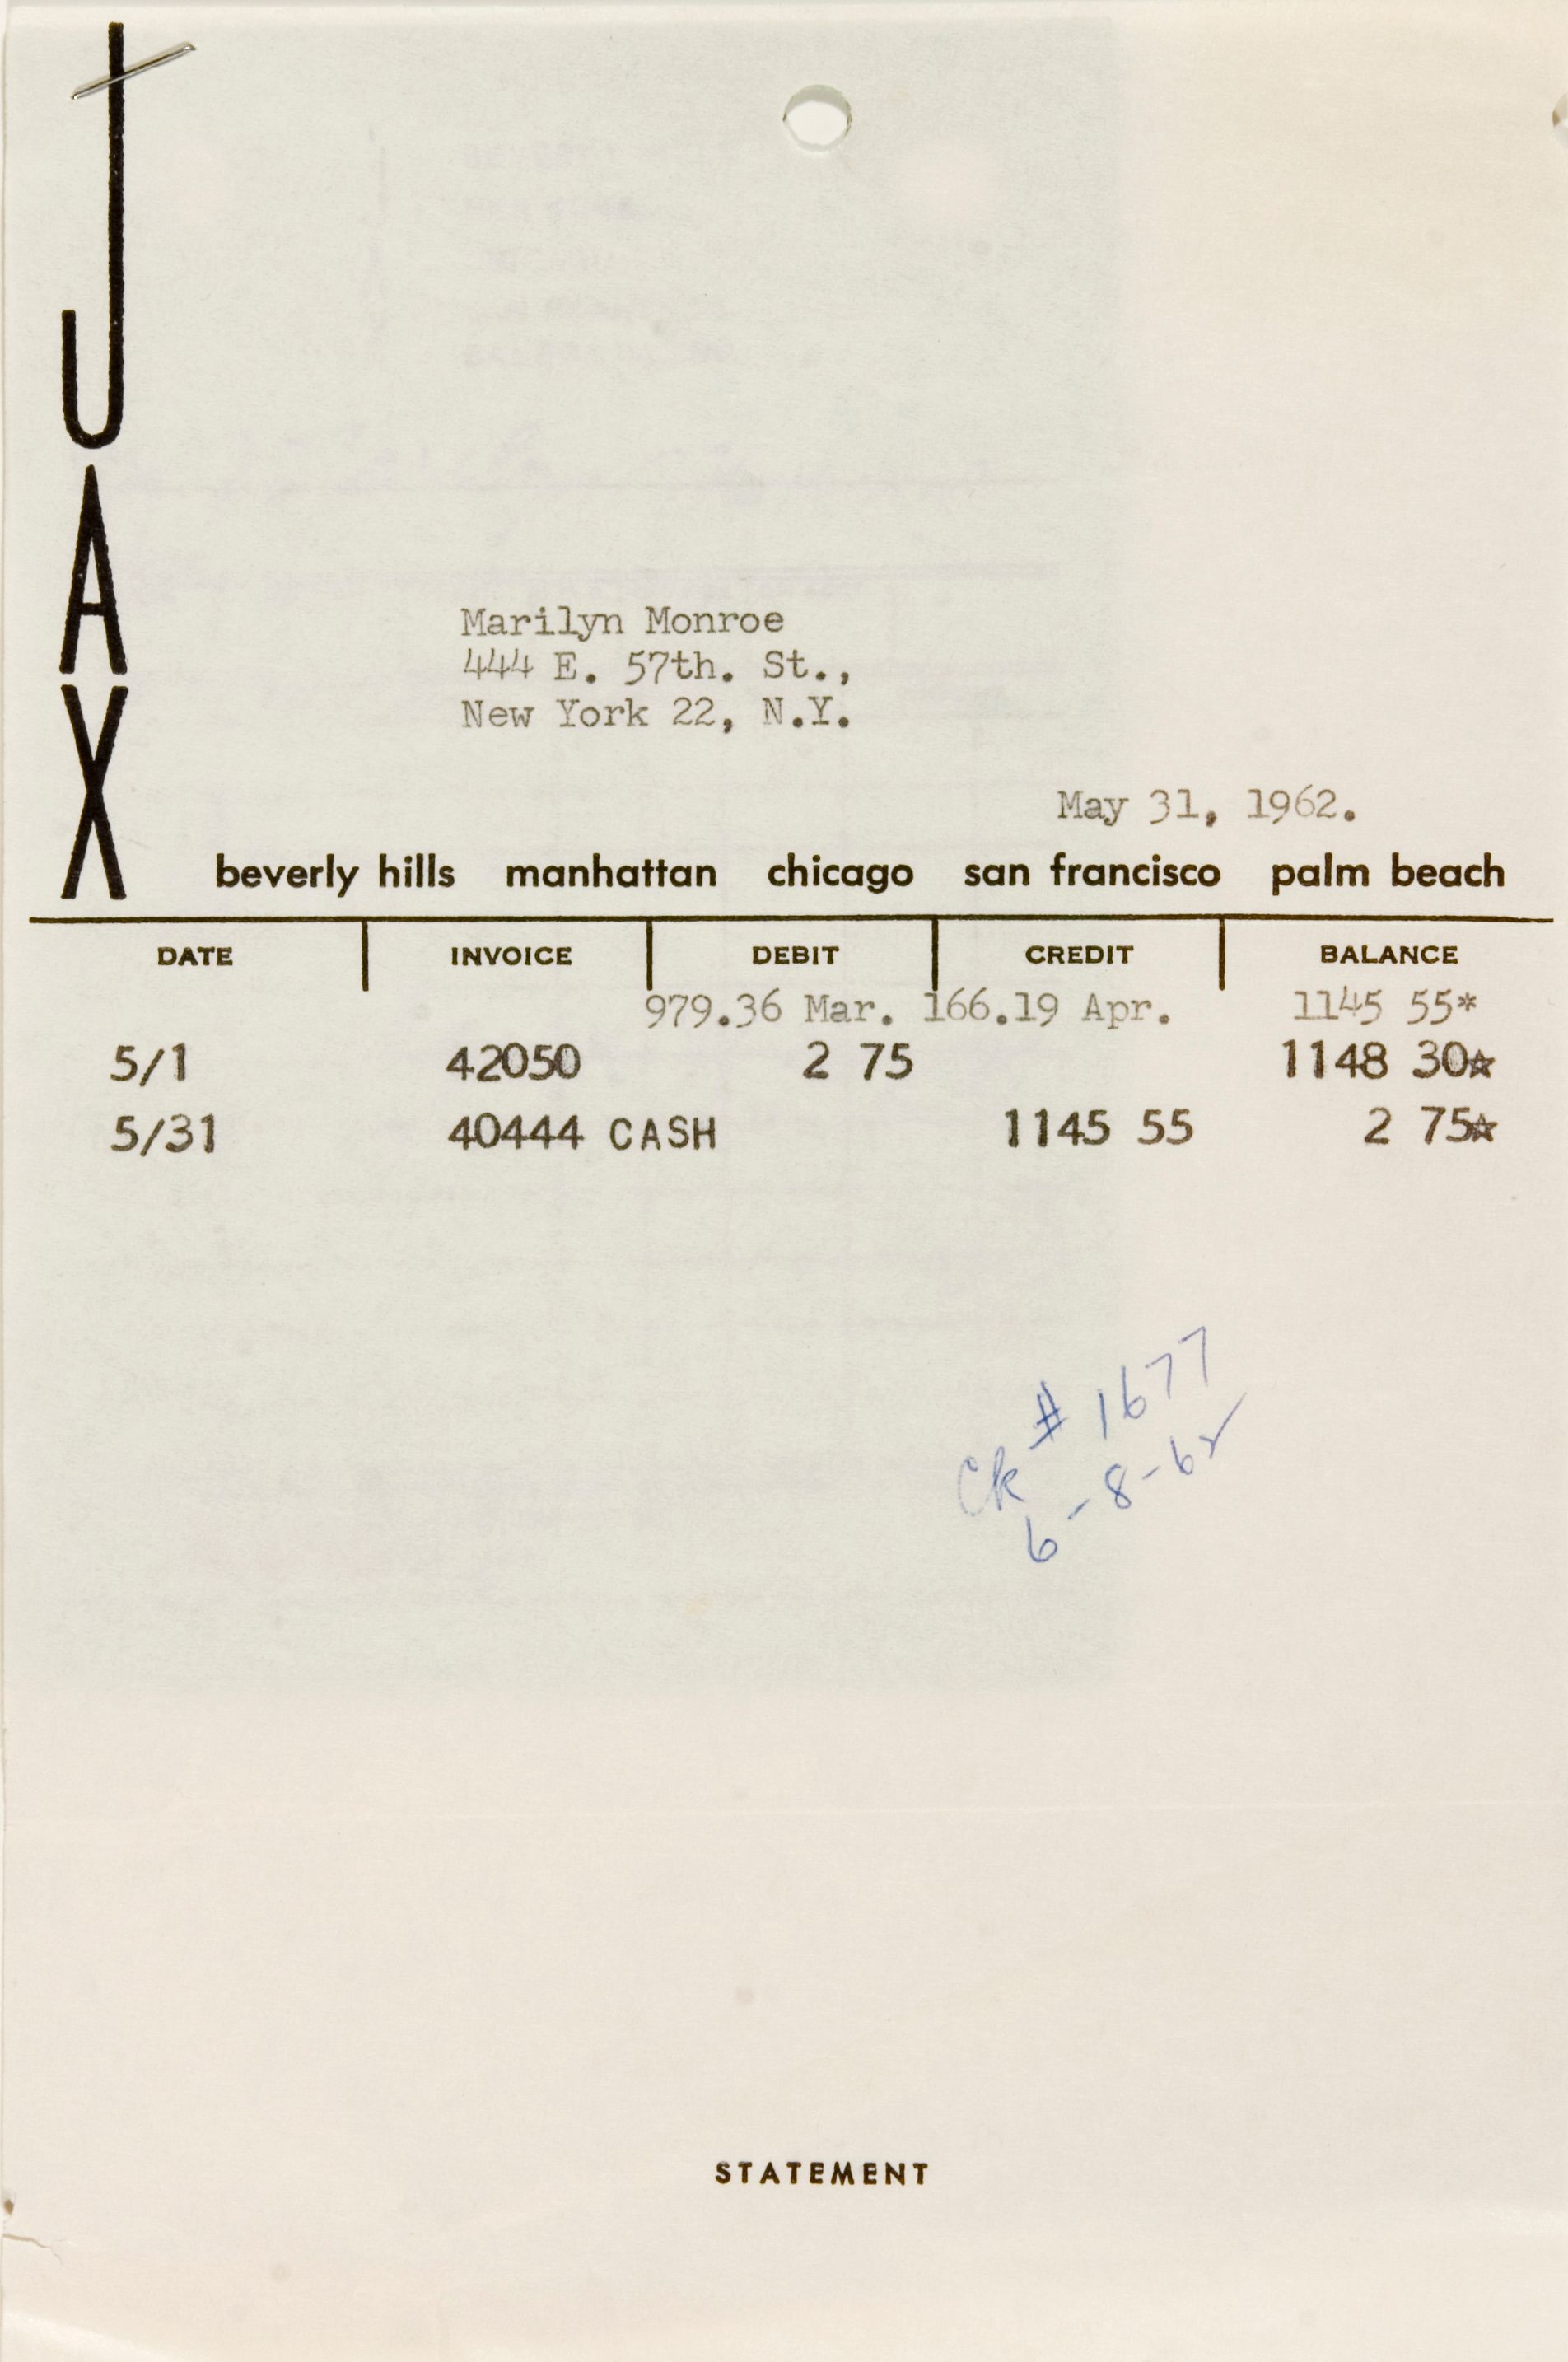 JAX
Marilyn Monroe
444 E. 57th. St.,
New York 22, N.Y.
May 31, 1962.
beverly hills manhattan chicago san francisco palm beach
DATE INVOICE DEBIT CREDIT BALANCE
979.36 Mar. 166.19 Apr. 1145 55*
5/1 42050 2 75 1148 30☆
5/31 40444 CASH 1145 55 2 75☆
Ck # 1677
6-8-62
STATEMENT